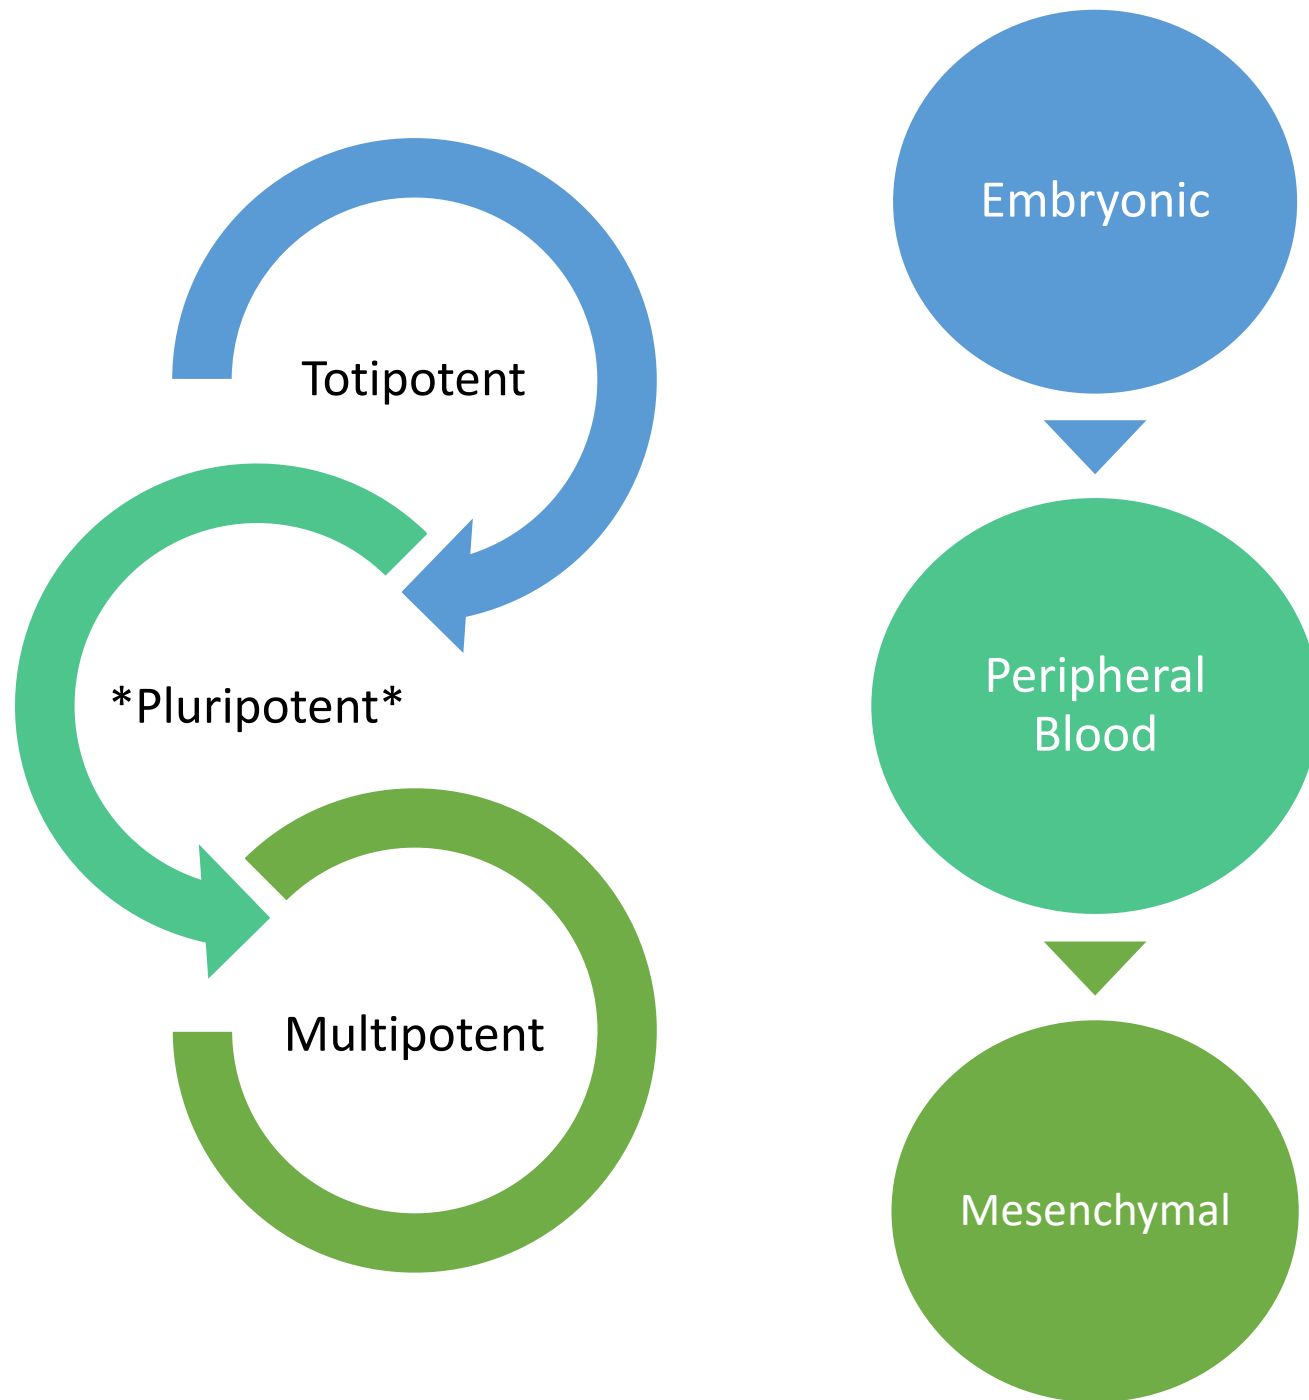 Totipotent
*Pluripotent*
Multipotent
Embryonic
Peripheral
Blood
Mesenchymal